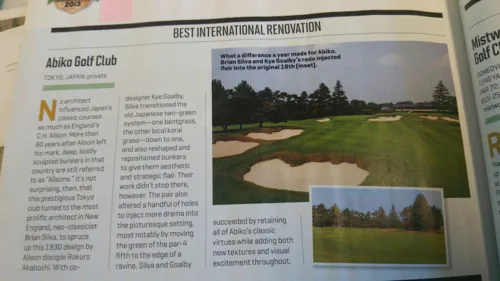 2013
BEST INTERNATIONAL RENOVATION
Abiko Golf Club
TOKYO, JAPAN: private
No architect
influenced Japan's
classic courses
as much as England's
C.H. Alison. More than
80 years after Alison left
his mark, deep, boldly
sculpted bunkers in that
country are still referred
to as "Alisons." It's not
surprising, then, that
this prestigious Tokyo
club turned to the most
prolific architect in New
England, neo-classicist
Brian Silva, to spruce
up this 1930 design by
Alison disciple Rokuro
Akaboshi. With co-
designer Kye Goalby,
Silva transitioned the
old Japanese two-green
system—one bentgrass,
the other local korai
grass—down to one,
and also reshaped and
repositioned bunkers
to give them aesthetic
and strategic flair. Their
work didn't stop there,
however. The pair also
altered a handful of holes
to inject more drama into
the picturesque setting,
most notably by moving
the green of the par-4
fifth to the edge of a
ravine. Silva and Goalby
succeeded by retaining
all of Abiko's classic
virtues while adding both
new textures and visual
excitement throughout.
What a difference a year made for Abiko.
Brian Silva and Kye Goalby's redo injected
flair into the original 18th (inset).
Mistw
Golf C